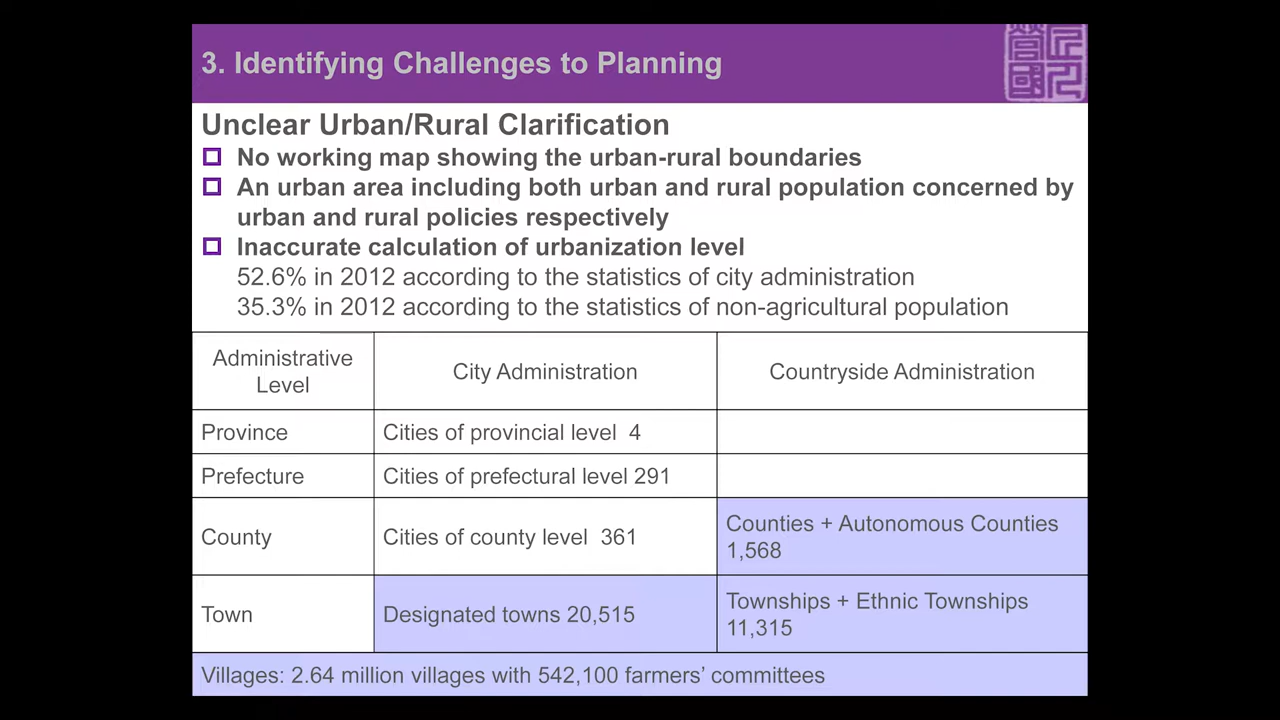 3. Identifying Challenges to Planning
Unclear Urban/Rural Clarification
No working map showing the urban-rural boundaries
An urban area including both urban and rural population concerned by
urban and rural policies respectively
Inaccurate calculation of urbanization level
52.6% in 2012 according to the statistics of city administration
35.3% in 2012 according to the statistics of non-agricultural population
Administrative
Level
City Administration
Countryside Administration
Province
Cities of provincial level 4
Prefecture
Cities of prefectural level 291
County
Cities of county level 361
Counties + Autonomous Counties
1,568
Town
Designated towns 20,515
Townships + Ethnic Townships
11,315
Villages: 2.64 million villages with 542,100 farmers’ committees